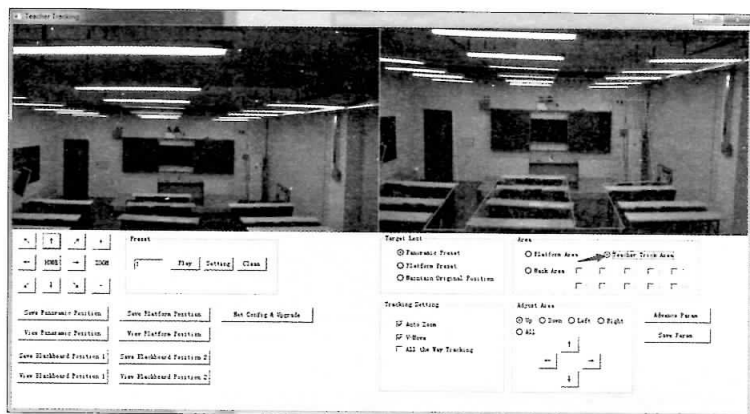 Teacher Tracking
Preset
HOME
ZOOM
Play
Setting
Clean
Target Lost
Panoramic Preset
Platform Preset
Maintain Original Position
Area
Platform Area
Teacher Track Area
Mask Area
Save Panoramic Position
Save Platform Position
Net Config & Upgrade
View Panoramic Position
View Platform Position
Save Blackboard Position 1
Save Blackboard Position 2
View Blackboard Position 1
View Blackboard Position 2
Tracking Setting
Auto Zoom
V-Move
All the Way Tracking
Adjust Area
Up
Down
Left
Right
All
Advance Param
Save Param